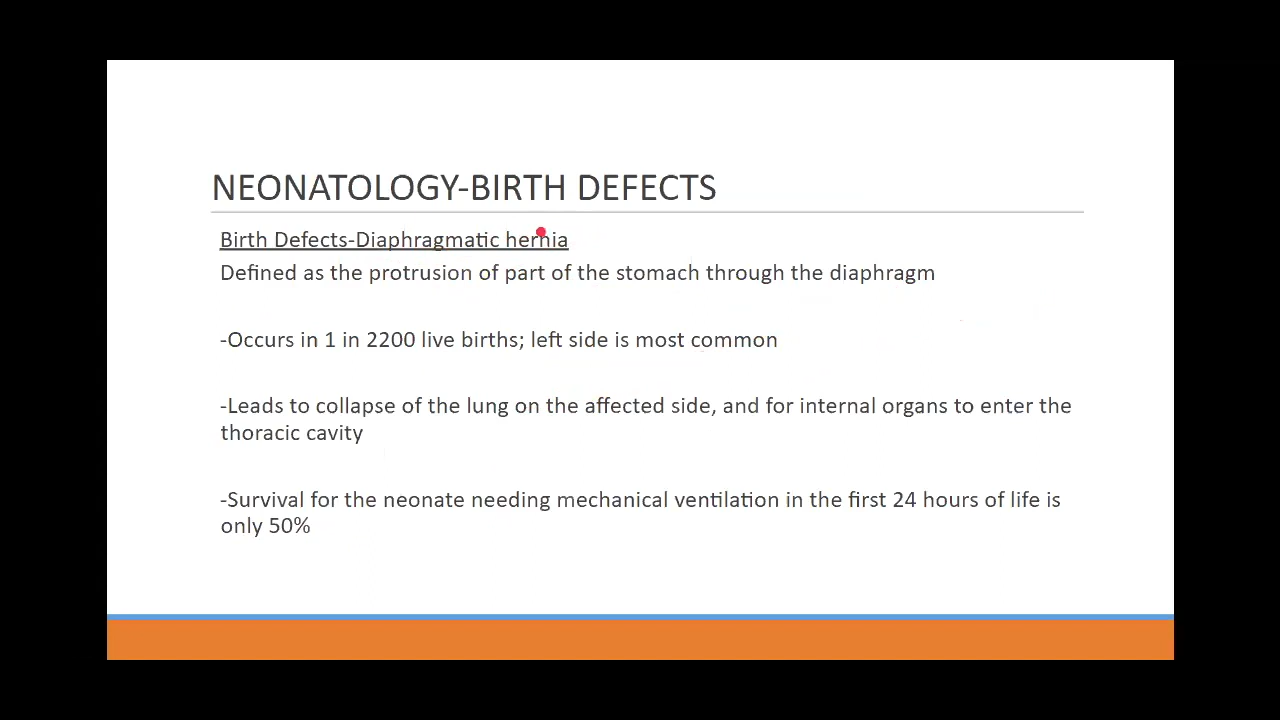 NEONATOLOGY-BIRTH DEFECTS
Birth Defects-Diaphragmatic hernia
Defined as the protrusion of part of the stomach through the diaphragm
-Occurs in 1 in 2200 live births; left side is most common
-Leads to collapse of the lung on the affected side, and for internal organs to enter the
thoracic cavity
-Survival for the neonate needing mechanical ventilation in the first 24 hours of life is
only 50%